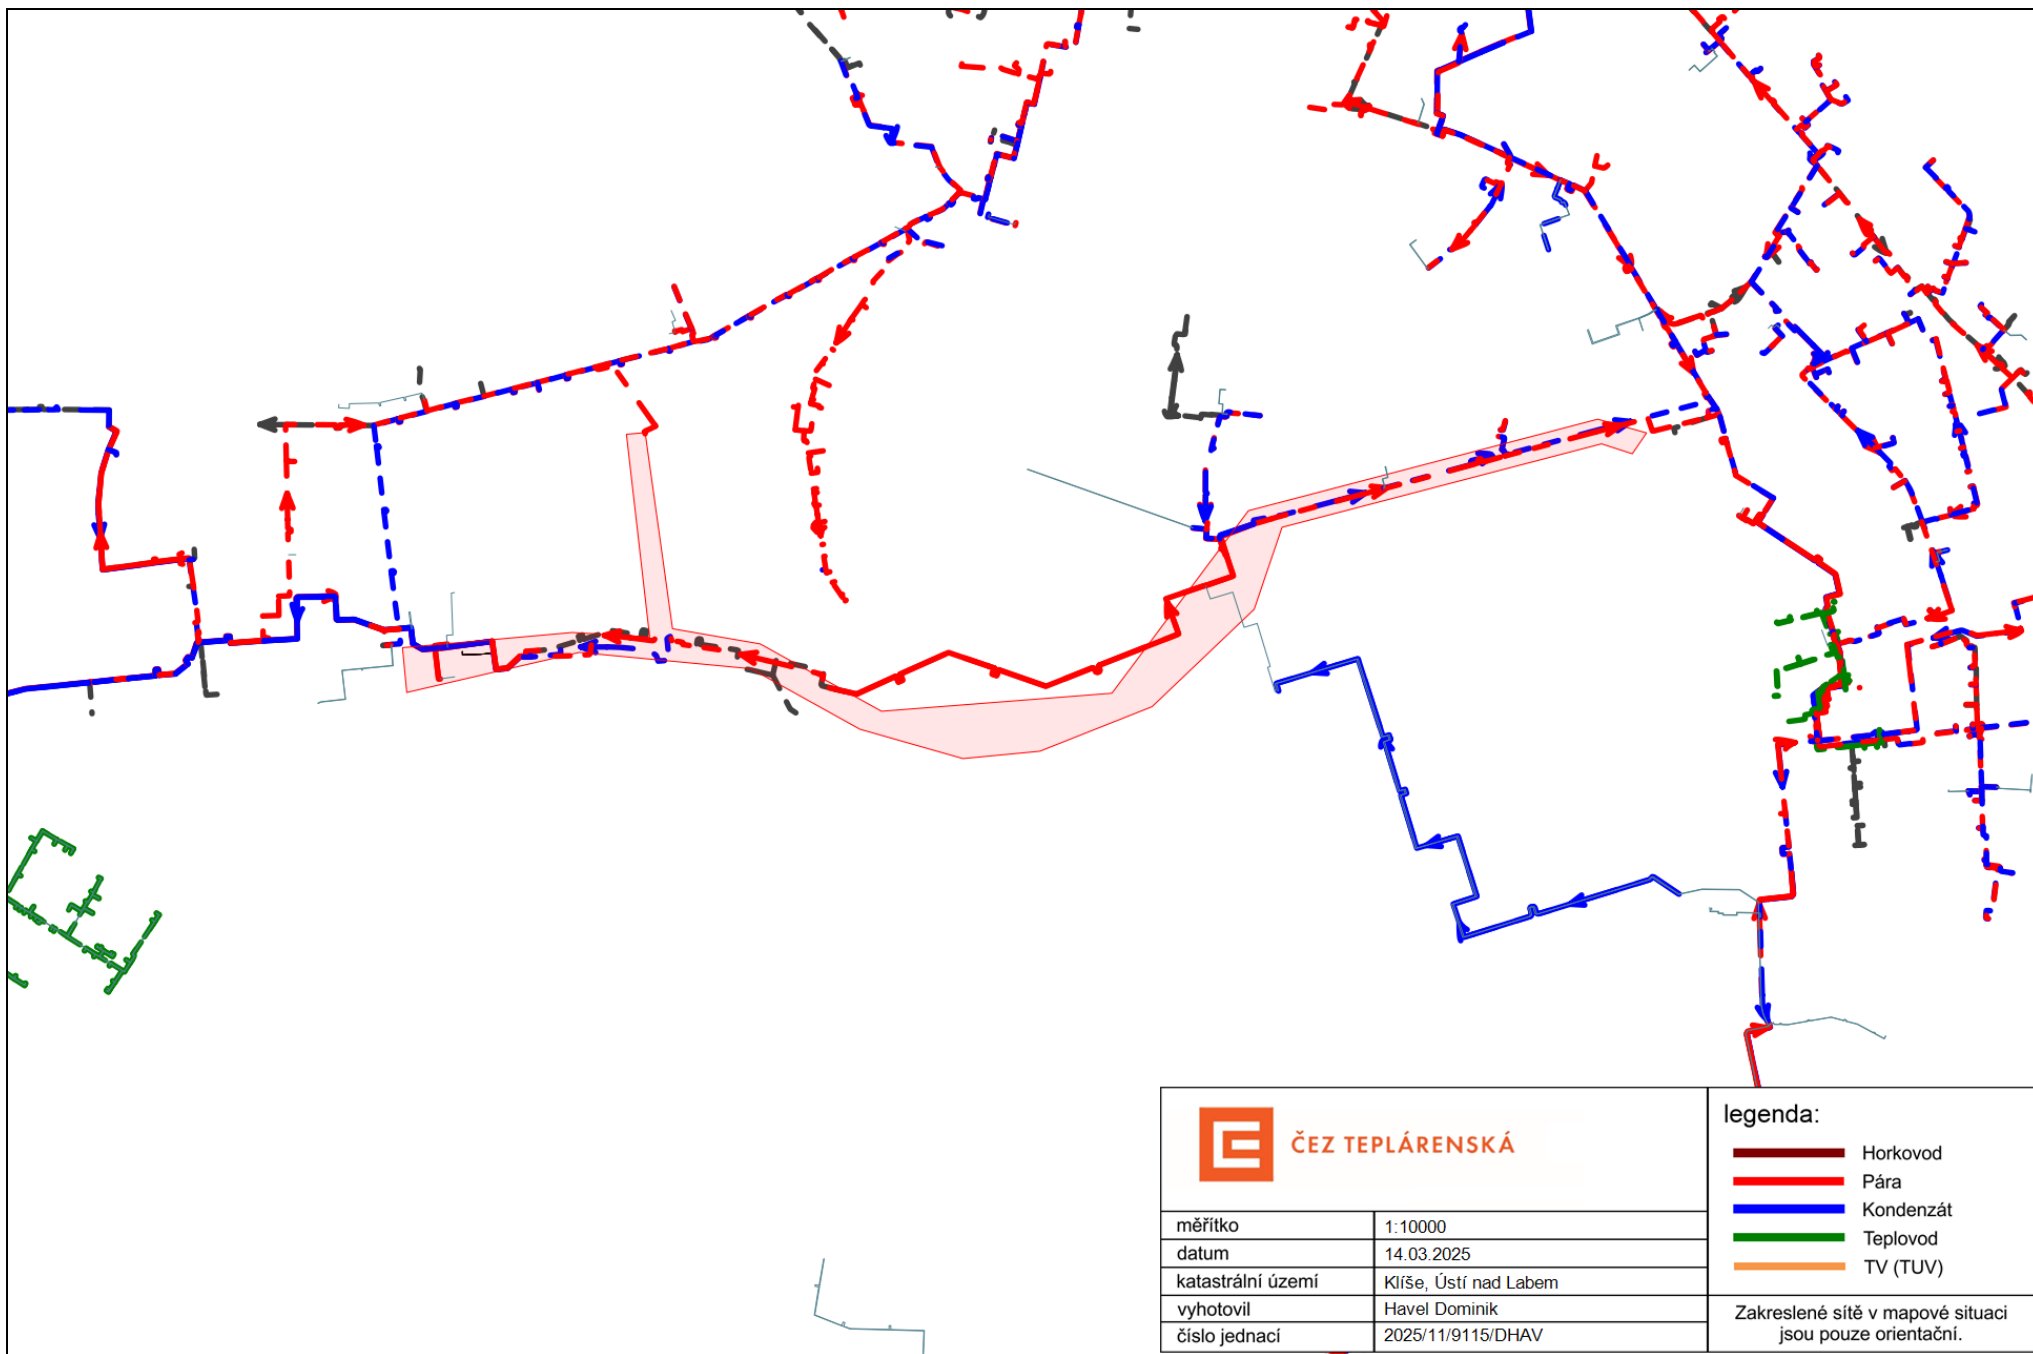 ČEZ TEPLÁRENSKÁ
měřítko 1:10000
datum 14.03.2025
katastrální území Klíše, Ústí nad Labem
vyhotovil Havel Dominik
číslo jednací 2025/11/9115/DHAV
legenda:
Horkovod
Pára
Kondenzát
Teplovod
TV (TUV)
Zakreslené sítě v mapové situaci
jsou pouze orientační.